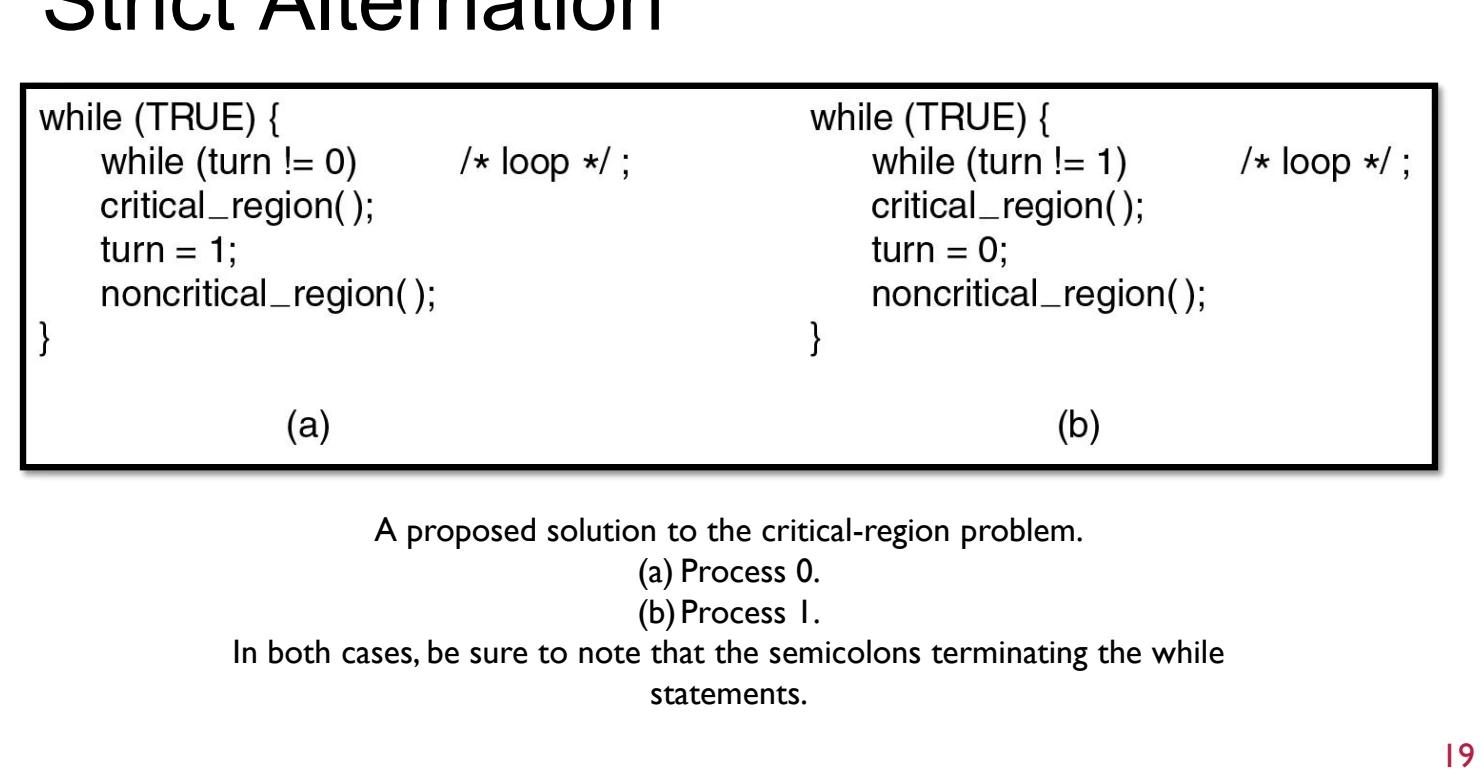 Strict Alternation
while (TRUE) {
while (turn != 0) /* loop */ ;
critical_region( );
turn = 1;
noncritical_region( );
}
(a)
while (TRUE) {
while (turn != 1) /* loop */ ;
critical_region( );
turn = 0;
noncritical_region( );
}
(b)
A proposed solution to the critical-region problem.
(a) Process 0.
(b) Process 1.
In both cases, be sure to note that the semicolons terminating the while
statements.
19